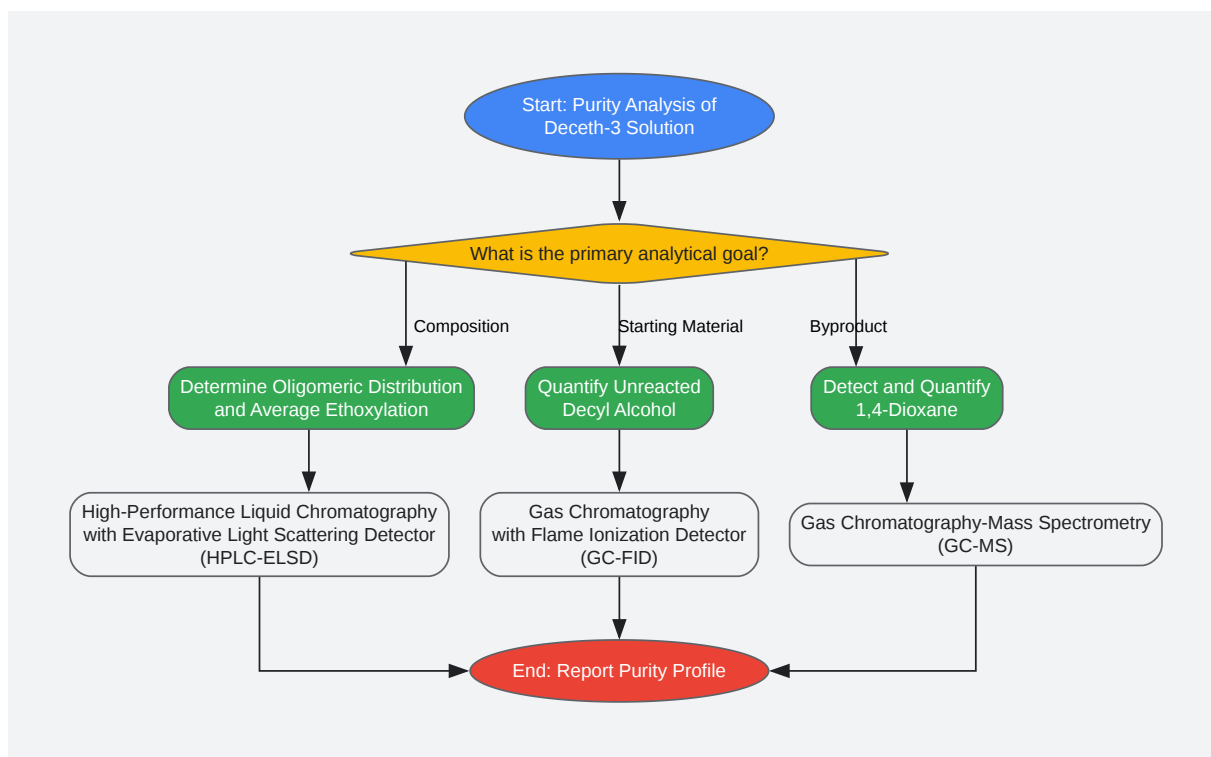 Start: Purity Analysis of
Deceth-3 Solution
What is the primary analytical goal?
Composition
Starting Material
Byproduct
Determine Oligomeric Distribution
and Average Ethoxylation
Quantify Unreacted
Decyl Alcohol
Detect and Quantify
1,4-Dioxane
High-Performance Liquid Chromatography
with Evaporative Light Scattering Detector
(HPLC-ELSD)
Gas Chromatography
with Flame Ionization Detector
(GC-FID)
Gas Chromatography-Mass Spectrometry
(GC-MS)
End: Report Purity Profile